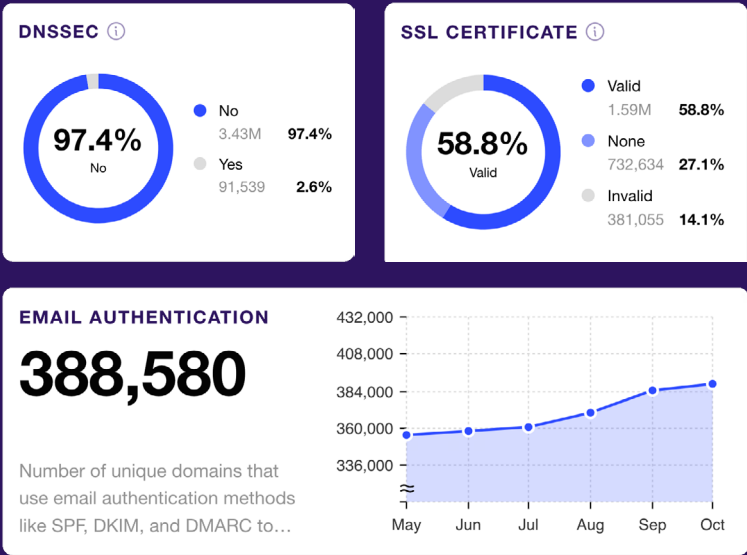 DNSSEC
97.4%
No
No
3.43M 97.4%
Yes
91,539 2.6%
SSL CERTIFICATE
58.8%
Valid
Valid
1.59M 58.8%
None
732,634 27.1%
Invalid
381,055 14.1%
EMAIL AUTHENTICATION
388,580
Number of unique domains that
use email authentication methods
like SPF, DKIM, and DMARC to...
432,000
408,000
384,000
360,000
336,000
May Jun Jul Aug Sep Oct